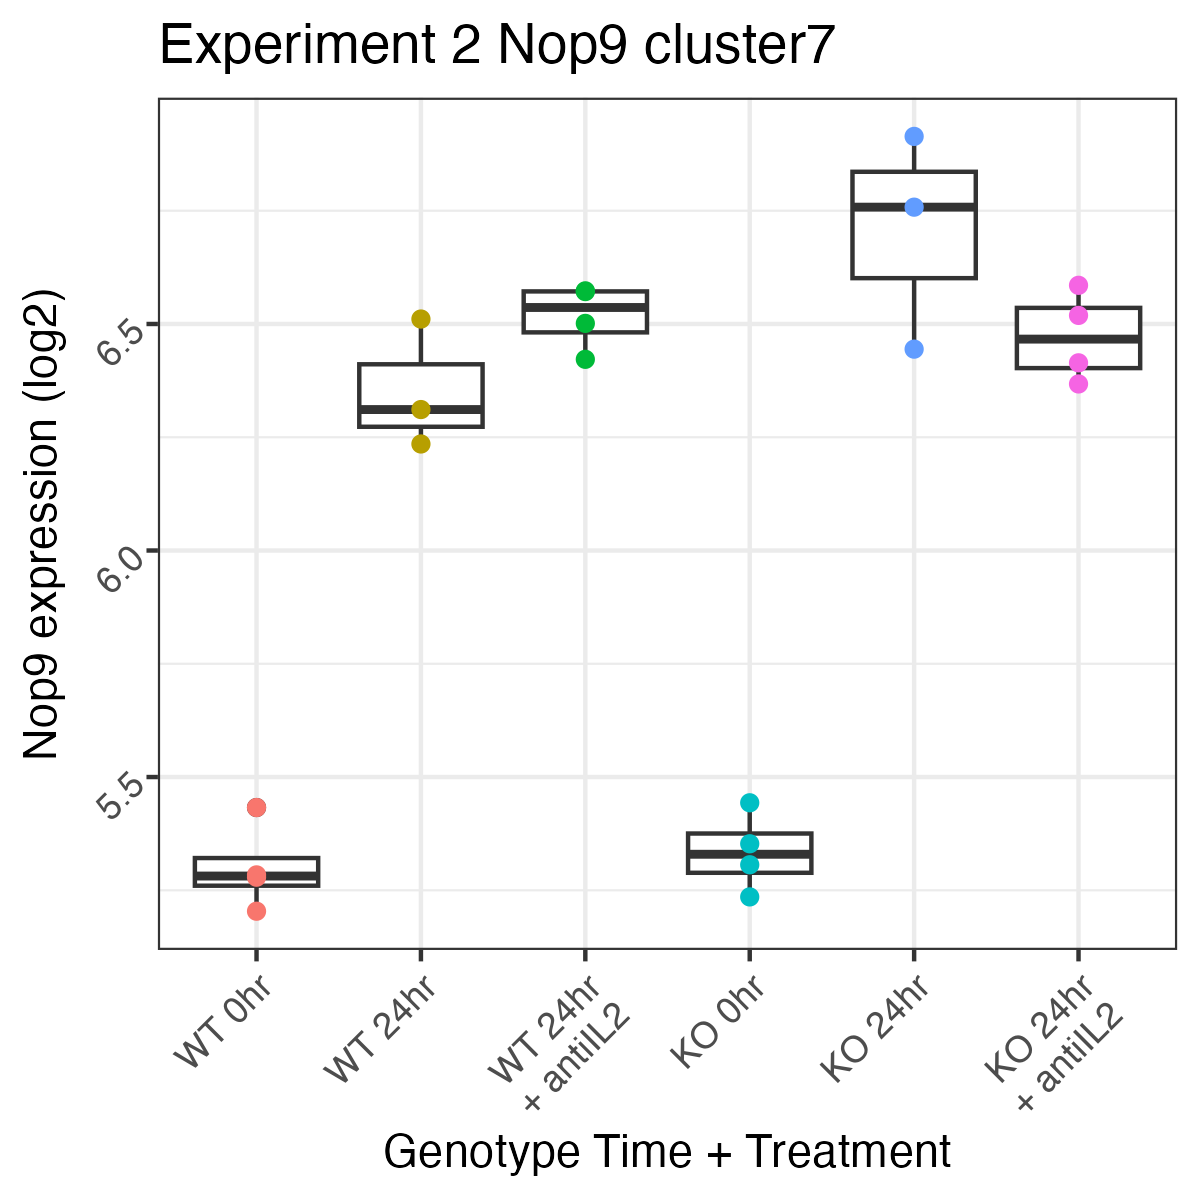 Experiment 2 Nop9 cluster7
Nop9 expression (log2)
6.5
6.0
5.5
WT 0hr
WT 24hr
WT 24hr
+ antiIL2
KO 0hr
KO 24hr
KO 24hr
+ antiIL2
Genotype Time + Treatment